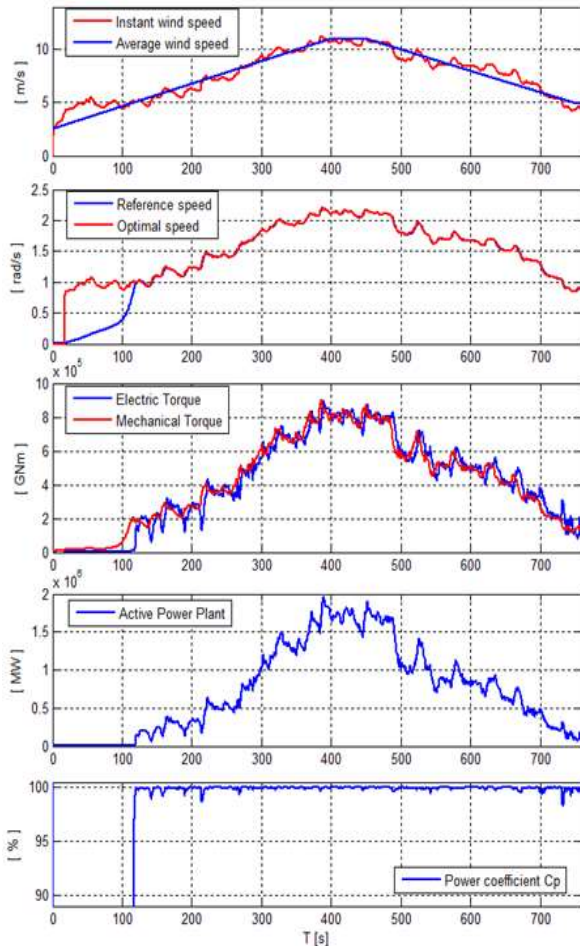 Instant wind speed
Average wind speed
10
5
0
[ m/s ]
0 100 200 300 400 500 600 700
Reference speed
Optimal speed
2.5
2
1.5
1
0.5
0
[ rad/s ]
0 100 200 300 400 500 600 700
x 10^5
Electric Torque
Mechanical Torque
10
8
6
4
2
0
[ GNm ]
0 100 200 300 400 500 600 700
x 10^6
Active Power Plant
2
1.5
1
0.5
0
[ MW ]
0 100 200 300 400 500 600 700
100
95
90
[ % ]
Power coefficient Cp
0 100 200 300 400 500 600 700
T [s]